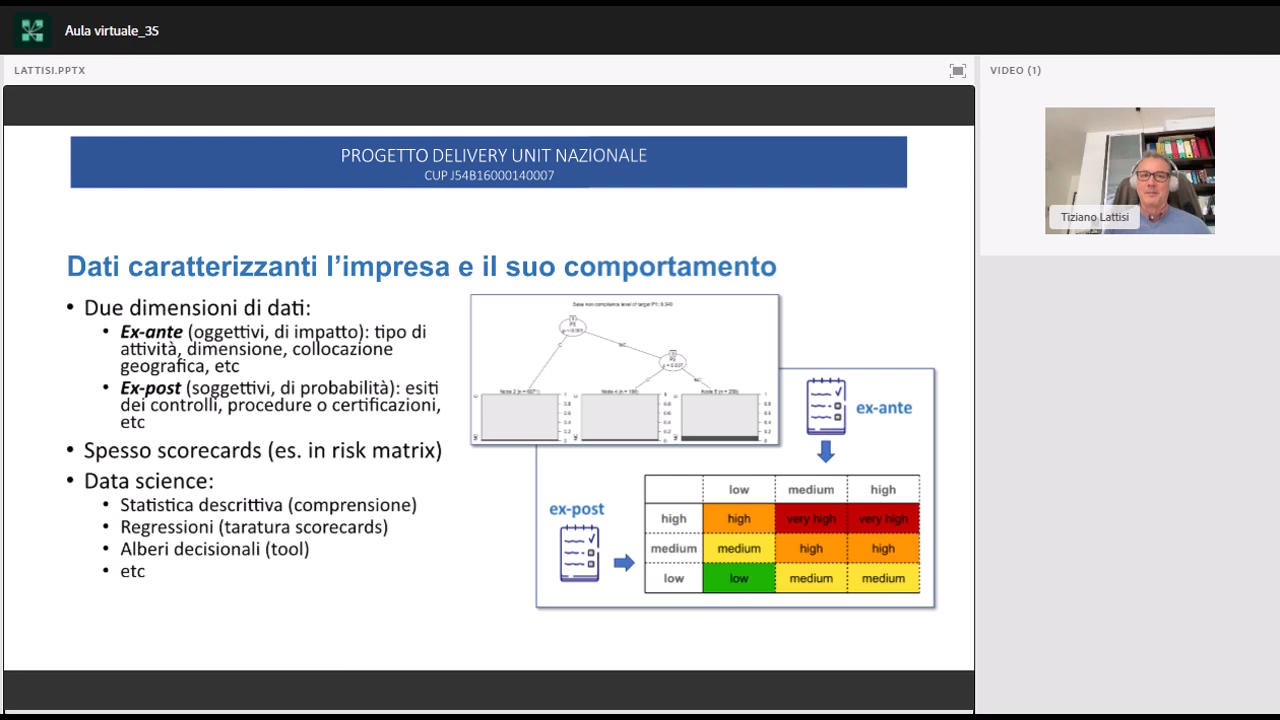 Aula virtuale_35
LATTISI.PPTX
VIDEO (1)
Tiziano Lattisi
PROGETTO DELIVERY UNIT NAZIONALE
CUP J54B16000140007
Dati caratterizzanti l'impresa e il suo comportamento
• Due dimensioni di dati:
• Ex-ante (oggettivi, di impatto): tipo di
attività, dimensione, collocazione
geografica, etc
• Ex-post (soggettivi, di probabilità): esiti
dei controlli, procedure o certificazioni,
etc
• Spesso scorecards (es. in risk matrix)
• Data science:
• Statistica descrittiva (comprensione)
• Regressioni (taratura scorecards)
• Alberi decisionali (tool)
• etc
ex-ante
ex-post
low medium high
high high very high very high
medium medium high high
low low medium medium